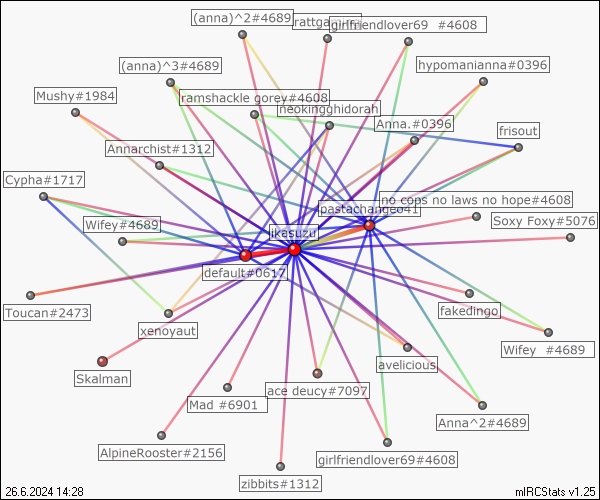 (anna)^2#4689
girlfriendlover69  #4608
(anna)^3#4689
hypomanianna#0396
Mushy#1984
ramshackle gorey#4608
neokingghidorah
Anna.#0396
frisout
Annarchist#1312
Cypha#1717
no cops no laws no hope#4608
pastachangeo41
Soxy Foxy#5076
Wifey#4689
jikasuzu
default#0617
Toucan#2473
fakedingo
xenoyaut
Wifey  #4689
avelicious
Skalman
ace deucy#7097
Mad #6901
Anna^2#4689
AlpineRooster#2156
girlfriendlover69#4608
zibbits#1312
26.6.2024 14:28
mIRCStats v1.25